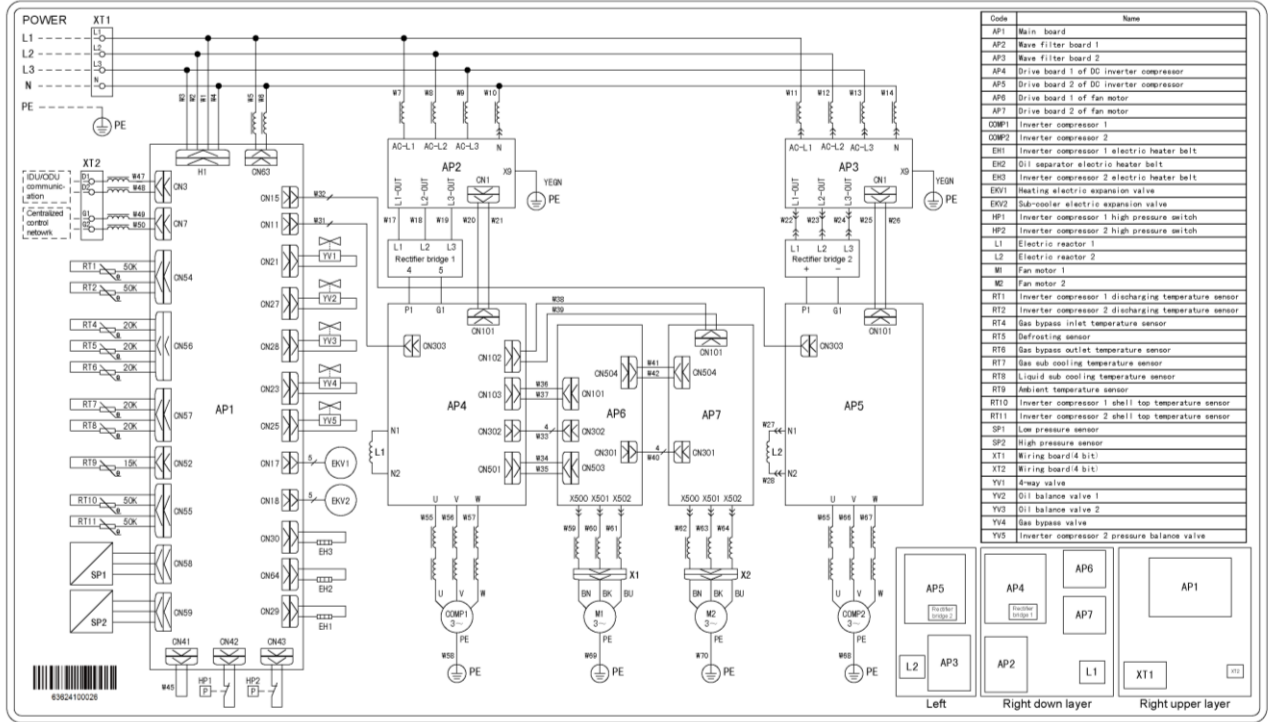 POWER XT1
L1 L1
L2 L2
L3 L3
N N
PE
PE
W3 W2 W1 W4 W5 W6
W7 W8 W9 W10
W11 W12 W13 W14
H1 CN63
AC-L1 AC-L2 AC-L3 N
AP2 X9
CN1
L1-OUT L2-OUT L3-OUT
YEGN
PE
AC-L1 AC-L2 AC-L3 N
AP3 X9
CN1
L1-OUT L2-OUT L3-OUT
YEGN
PE
XT2
IDU/ODU
communic-
ation
D1 W47
D2 W48
CN3
Centralized
control
netowrk
G1 W49
G2 W50
CN7
W17 W18 W19 W20 W21
L1 L2 L3
Rectifier bridge 1
4 5
W22 W23 W24 W25 W26
L1 L2 L3
Rectifier bridge 2
+ −
RT1 50K
RT2 50K
CN54
RT4 20K
RT5 20K
RT6 20K
CN56
RT7 20K
RT8 20K
CN57
RT9 15K
CN52
RT10 50K
RT11 50K
CN55
SP1 CN58
SP2 CN59
AP1
CN15 W32
CN11 W31
CN21 YV1
CN27 YV2
CN28 YV3
CN23 YV4
CN25 YV5
CN17 5 EKV1
CN18 5 EKV2
CN30 EH3
CN64 EH2
CN29 EH1
CN41 CN42 CN43
W45 HP1 P HP2 P
63624100026
P1 G1 CN101
CN303
CN102
CN103
CN302
CN501
AP4
N1
L1
N2
U V W
W38
W39
W36
W37
4
W33
W34
W35
CN504
CN101
AP6
CN302
CN301
CN503
X500 X501 X502
W41
W42
4
W40
CN101
CN504
AP7
CN301
X500 X501 X502
P1 G1 CN101
CN303
AP5
W27 N1
L2
N2
W28
U V W
W55 W56 W57
U V W
COMP1
3~
PE
W58
PE
W59 W60 W61
X1
BN BK BU
M1
3~
PE
W69
PE
W62 W63 W64
X2
BN BK BU
M2
3~
PE
W70
PE
W65 W66 W67
U V W
COMP2
3~
PE
W68
PE
Code Name
AP1 Main board
AP2 Wave filter board 1
AP3 Wave filter board 2
AP4 Drive board 1 of DC inverter compressor
AP5 Drive board 2 of DC inverter compressor
AP6 Drive board 1 of fan motor
AP7 Drive board 2 of fan motor
COMP1 Inverter compressor 1
COMP2 Inverter compressor 2
EH1 Inverter compressor 1 electric heater belt
EH2 Oil separator electric heater belt
EH3 Inverter compressor 2 electric heater belt
EKV1 Heating electric expansion valve
EKV2 Sub-cooler electric expansion valve
HP1 Inverter compressor 1 high pressure switch
HP2 Inverter compressor 2 high pressure switch
L1 Electric reactor 1
L2 Electric reactor 2
M1 Fan motor 1
M2 Fan motor 2
RT1 Inverter compressor 1 discharging temperature sensor
RT2 Inverter compressor 2 discharging temperature sensor
RT4 Gas bypass inlet temperature sensor
RT5 Defrosting sensor
RT6 Gas bypass outlet temperature sensor
RT7 Gas sub cooling temperature sensor
RT8 Liquid sub cooling temperature sensor
RT9 Ambient temperature sensor
RT10 Inverter compressor 1 shell top temperature sensor
RT11 Inverter compressor 2 shell top temperature sensor
SP1 Low pressure sensor
SP2 High pressure sensor
XT1 Wiring board(4 bit)
XT2 Wiring board(4 bit)
YV1 4-way valve
YV2 Oil balance valve 1
YV3 Oil balance valve 2
YV4 Gas bypass valve
YV5 Inverter compressor 2 pressure balance valve
AP5
Rectifier
bridge 2
L2 AP3
Left
AP4
Rectifier
bridge 1
AP6
AP7
AP2
L1
Right down layer
AP1
XT1
XT2
Right upper layer